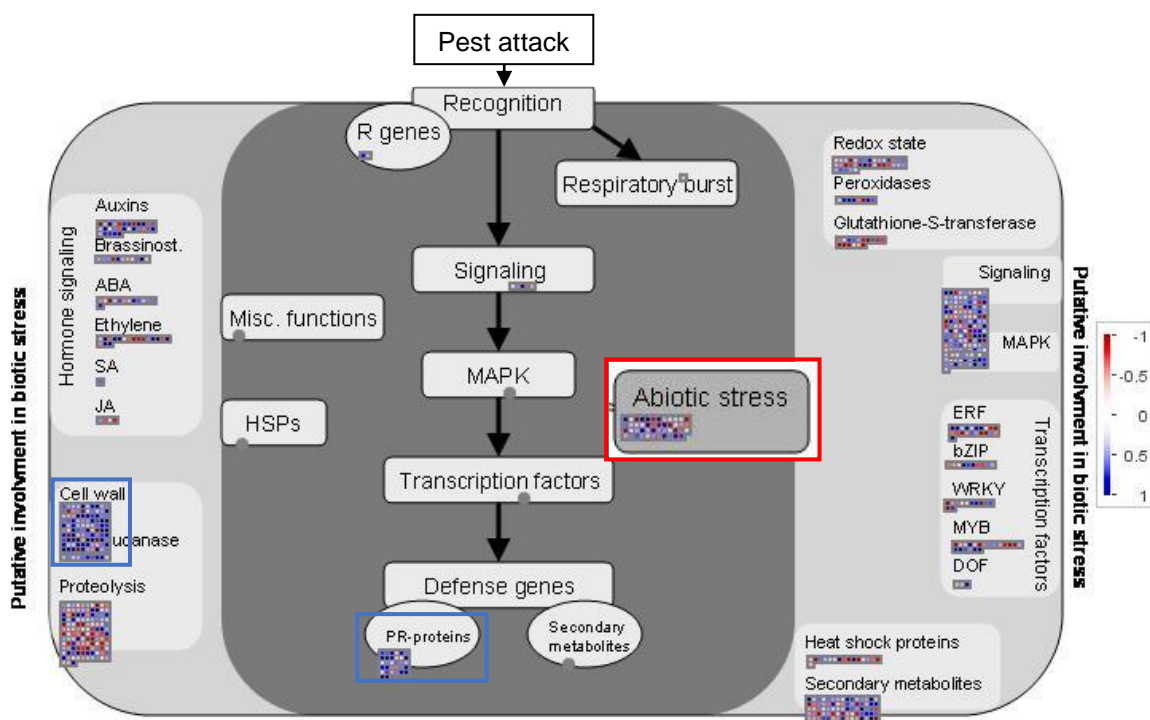 Pest attack
Recognition
R genes
Respiratory burst
Signaling
Misc. functions
MAPK
HSPs
Abiotic stress
Transcription factors
Defense genes
PR-proteins
Secondary
metabolites
Putative involvment in biotic stress
Hormone signaling
Auxins
Brassinost.
ABA
Ethylene
SA
JA
Cell wall
ucanase
Proteolysis
Redox state
Peroxidases
Glutathione-S-transferase
Signaling
MAPK
ERF
bZIP
WRKY
MYB
DOF
Transcription factors
Heat shock proteins
Secondary metabolites
Putative involvment in biotic stress
-1
-0.5
0
0.5
1